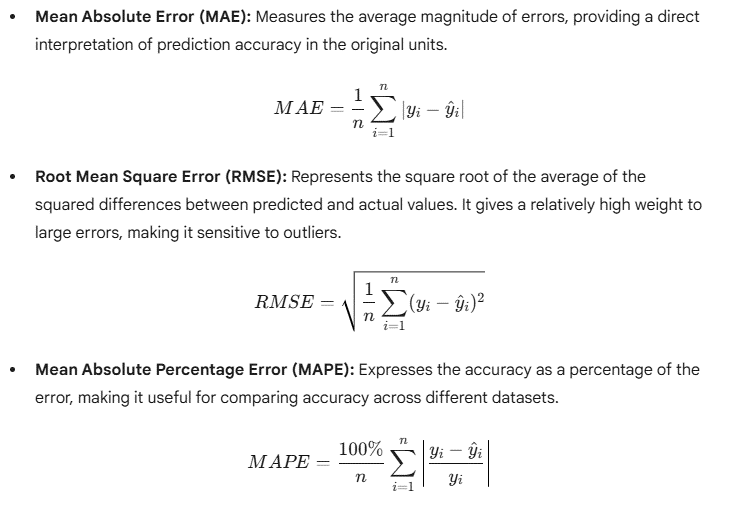 • Mean Absolute Error (MAE): Measures the average magnitude of errors, providing a direct
interpretation of prediction accuracy in the original units.
MAE = \frac{1}{n} \sum_{i=1}^{n} |y_i - \hat{y}_i|
• Root Mean Square Error (RMSE): Represents the square root of the average of the
squared differences between predicted and actual values. It gives a relatively high weight to
large errors, making it sensitive to outliers.
RMSE = \sqrt{\frac{1}{n} \sum_{i=1}^{n} (y_i - \hat{y}_i)^2}
• Mean Absolute Percentage Error (MAPE): Expresses the accuracy as a percentage of the
error, making it useful for comparing accuracy across different datasets.
MAPE = \frac{100\%}{n} \sum_{i=1}^{n} \left| \frac{y_i - \hat{y}_i}{y_i} \right|